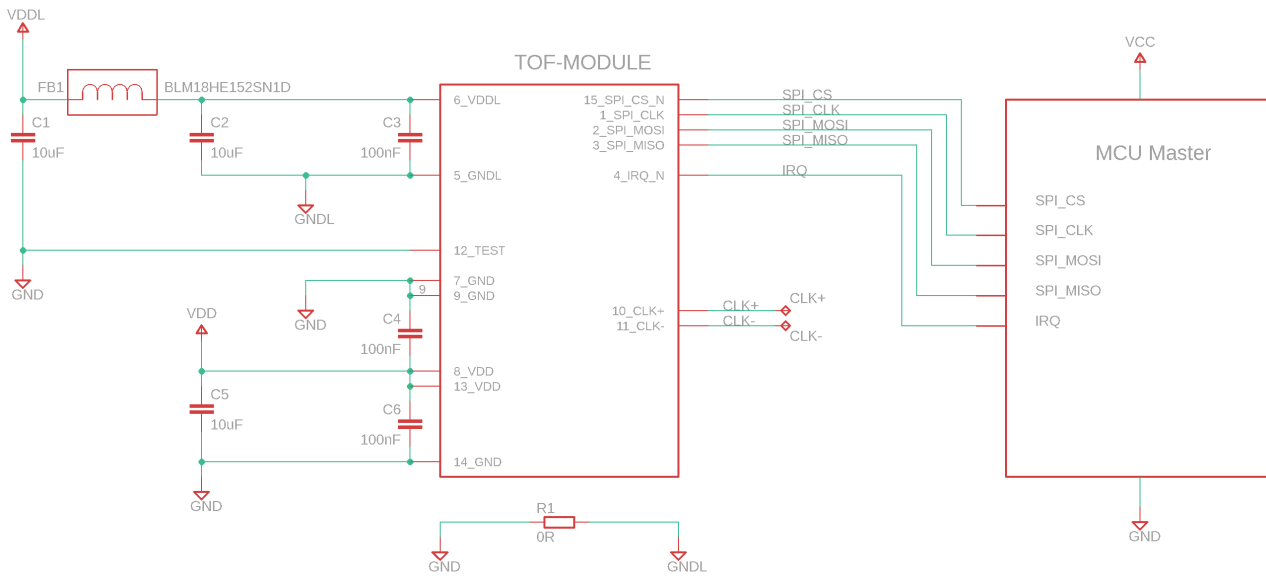 VDDL
VCC
TOF-MODULE
FB1
BLM18HE152SN1D
6_VDDL
15_SPI_CS_N
SPI_CS
1_SPI_CLK
SPI_CLK
C1
C2
C3
2_SPI_MOSI
SPI_MOSI
10uF
10uF
100nF
3_SPI_MISO
SPI_MISO
MCU Master
5_GNDL
4_IRQ_N
IRQ
GNDL
SPI_CS
SPI_CLK
12_TEST
SPI_MOSI
GND
7_GND
9
9_GND
SPI_MISO
CLK+
VDD
GND
C4
10_CLK+
CLK+
IRQ
11_CLK-
CLK-
CLK-
100nF
8_VDD
13_VDD
C5
C6
10uF
100nF
14_GND
GND
R1
0R
GND
GNDL
GND